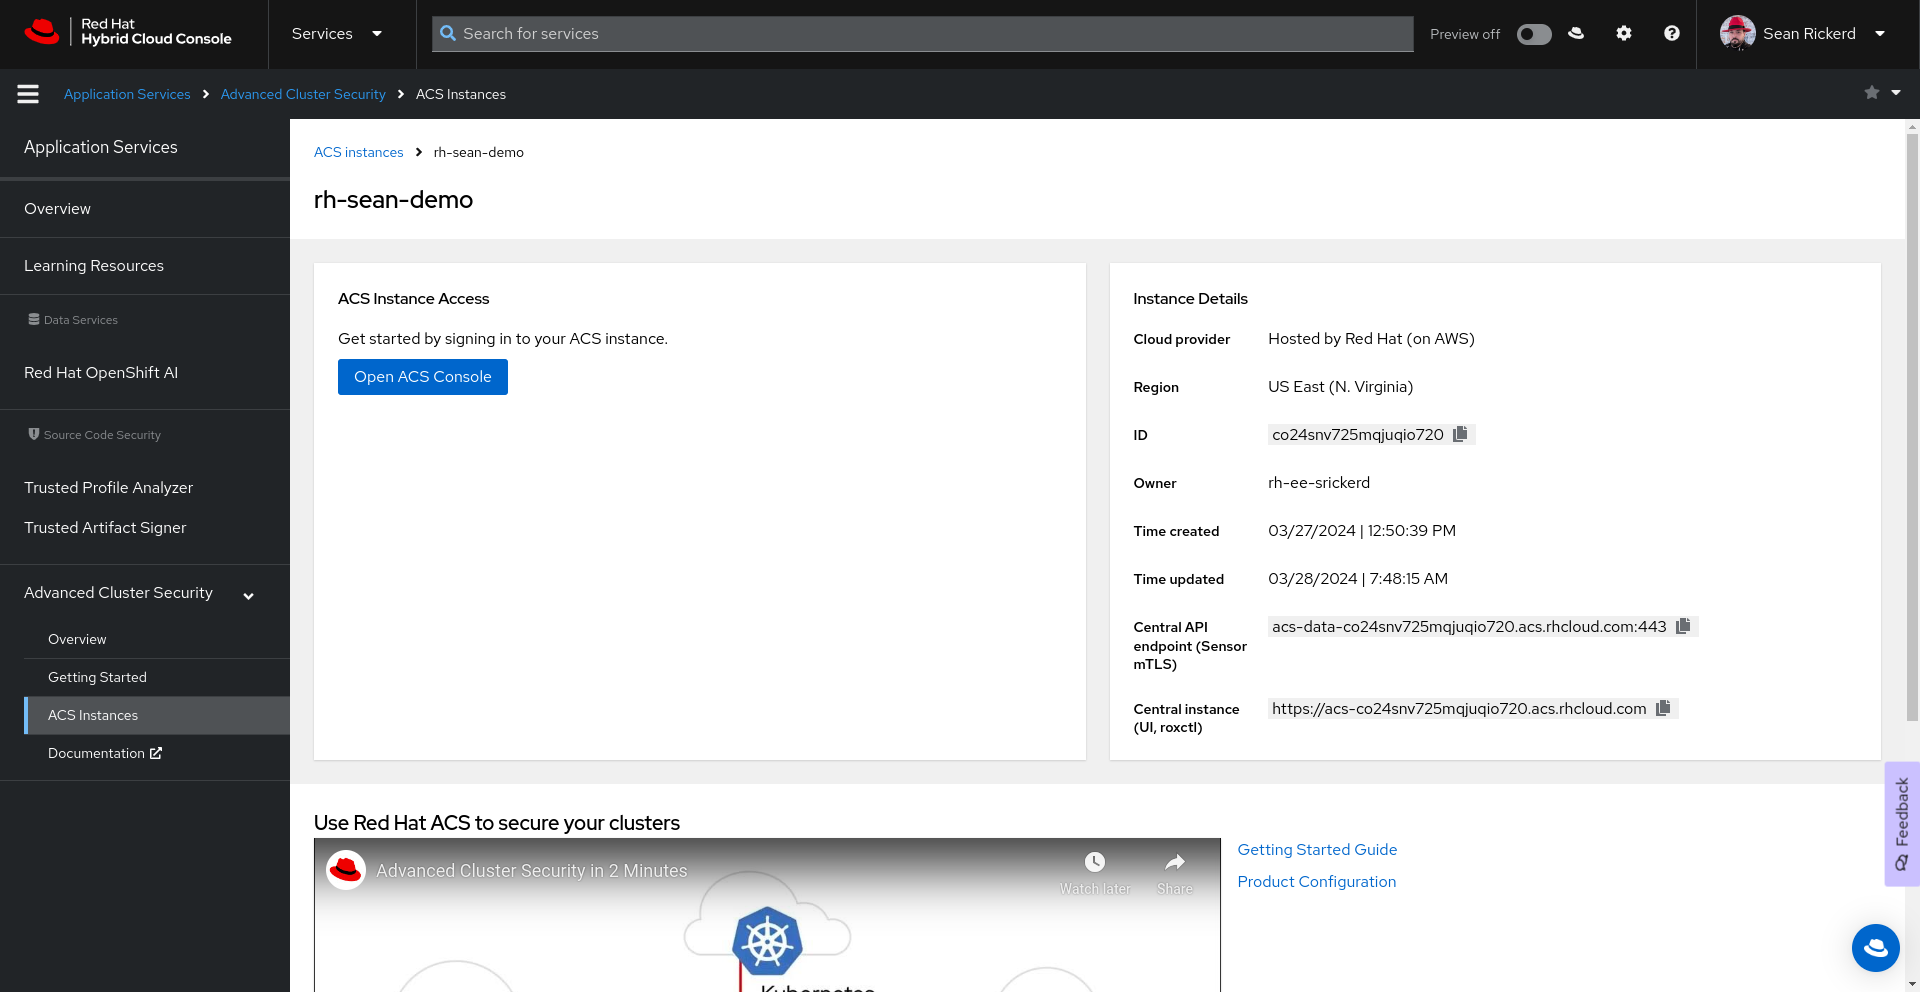 Red Hat
Hybrid Cloud Console
Services
Search for services
Preview off
Sean Rickerd
Application Services
Advanced Cluster Security
ACS Instances
Application Services
Overview
Learning Resources
Data Services
Red Hat OpenShift AI
Source Code Security
Trusted Profile Analyzer
Trusted Artifact Signer
Advanced Cluster Security
Overview
Getting Started
ACS Instances
Documentation
ACS instances
rh-sean-demo
rh-sean-demo
ACS Instance Access
Get started by signing in to your ACS instance.
Open ACS Console
Instance Details
Cloud provider
Hosted by Red Hat (on AWS)
Region
US East (N. Virginia)
ID
co24snv725mqjuqio720
Owner
rh-ee-srickerd
Time created
03/27/2024 | 12:50:39 PM
Time updated
03/28/2024 | 7:48:15 AM
Central API
endpoint (Sensor
mTLS)
acs-data-co24snv725mqjuqio720.acs.rhcloud.com:443
Central instance
(UI, roxctl)
https://acs-co24snv725mqjuqio720.acs.rhcloud.com
Use Red Hat ACS to secure your clusters
Advanced Cluster Security in 2 Minutes
Watch later
Share
Kubernetes
Getting Started Guide
Product Configuration
Feedback